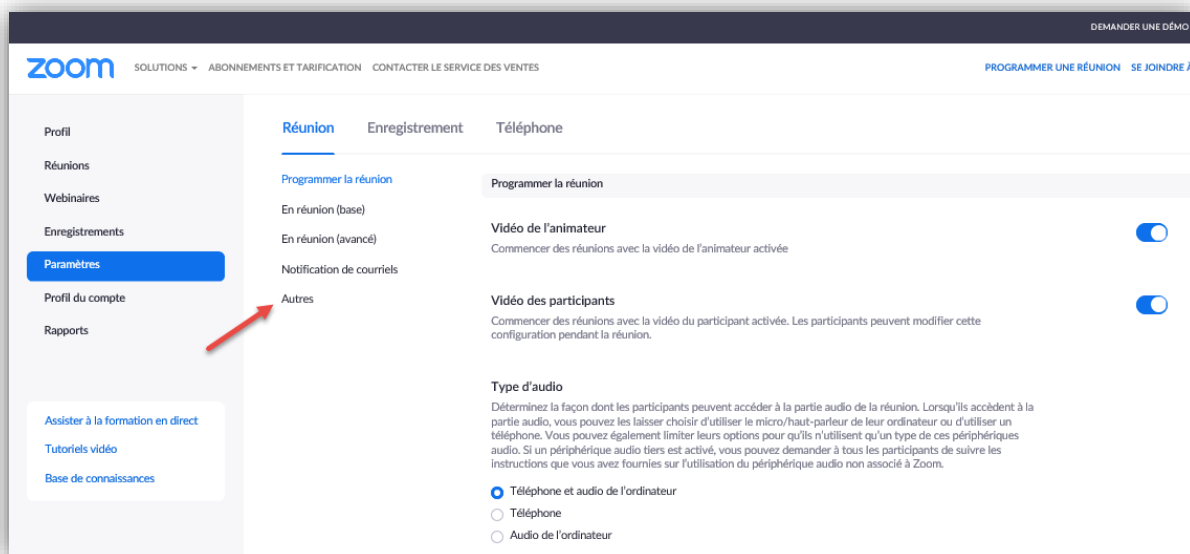 DEMANDER UNE DÉMO
zoom SOLUTIONS ABONNEMENTS ET TARIFICATION CONTACTER LE SERVICE DES VENTES PROGRAMMER UNE RÉUNION SE JOINDRE À
Profil
Réunions
Webinaires
Enregistrements
Paramètres
Profil du compte
Rapports
Assister à la formation en direct
Tutoriels vidéo
Base de connaissances
Réunion Enregistrement Téléphone
Programmer la réunion
En réunion (base)
En réunion (avancé)
Notification de courriels
Autres
Programmer la réunion
Vidéo de l'animateur
Commencer des réunions avec la vidéo de l'animateur activée
Vidéo des participants
Commencer des réunions avec la vidéo du participant activée. Les participants peuvent modifier cette
configuration pendant la réunion.
Type d'audio
Déterminez la façon dont les participants peuvent accéder à la partie audio de la réunion. Lorsqu'ils accèdent à la
partie audio, vous pouvez les laisser choisir d'utiliser le micro/haut-parleur de leur ordinateur ou d'utiliser un
téléphone. Vous pouvez également limiter leurs options pour qu'ils n'utilisent qu'un type de ces périphériques
audio. Si un périphérique audio tiers est activé, vous pouvez demander à tous les participants de suivre les
instructions que vous avez fournies sur l'utilisation du périphérique audio non associé à Zoom.
Téléphone et audio de l'ordinateur
Téléphone
Audio de l'ordinateur